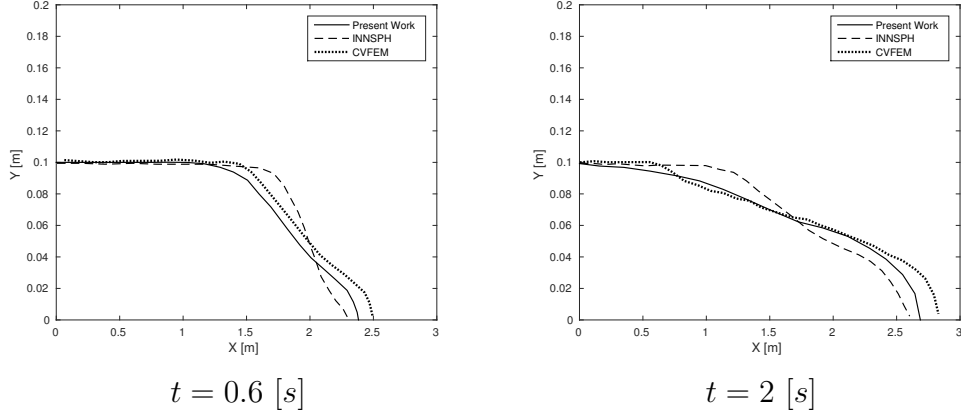 0.2
0.18
0.16
0.14
0.12
0.1
0.08
0.06
0.04
0.02
0
Y [m]
0 0.5 1 1.5 2 2.5 3
X [m]
Present Work
INNSPH
CVFEM
t = 0.6 [s]
0.2
0.18
0.16
0.14
0.12
0.1
0.08
0.06
0.04
0.02
0
Y [m]
0 0.5 1 1.5 2 2.5 3
X [m]
Present Work
INNSPH
CVFEM
t = 2 [s]